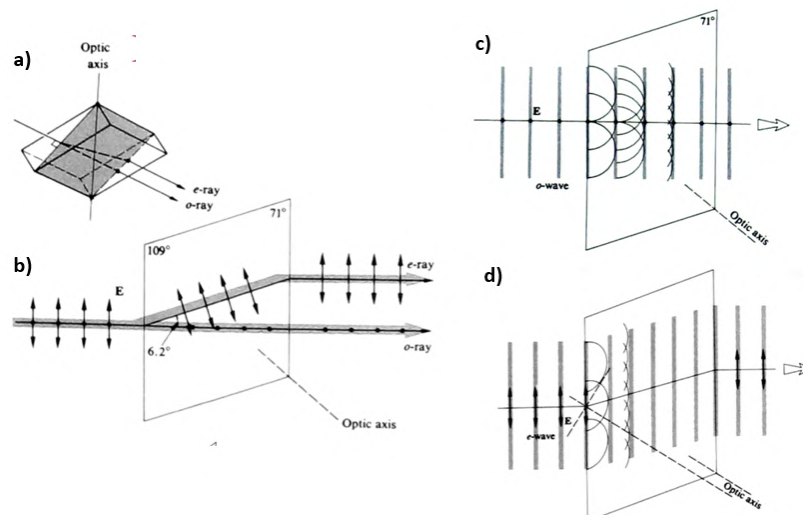 a)
Optic
axis
e-ray
o-ray
b)
109°
71°
E
e-ray
6.2°
o-ray
Optic axis
c)
71°
E
o-wave
Optic axis
d)
E
e-wave
Optic axis